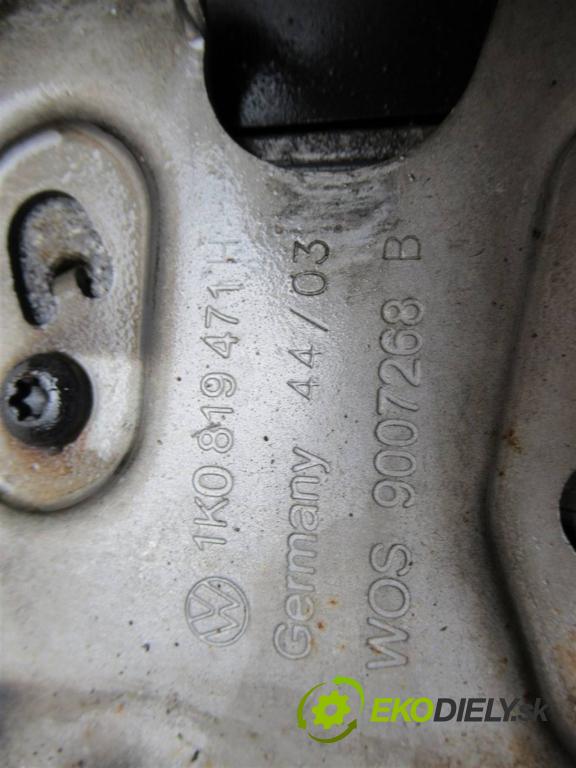 1K0 819 471 H
Germany 44/03
WOS 9007268 B
EKODIELY.sk